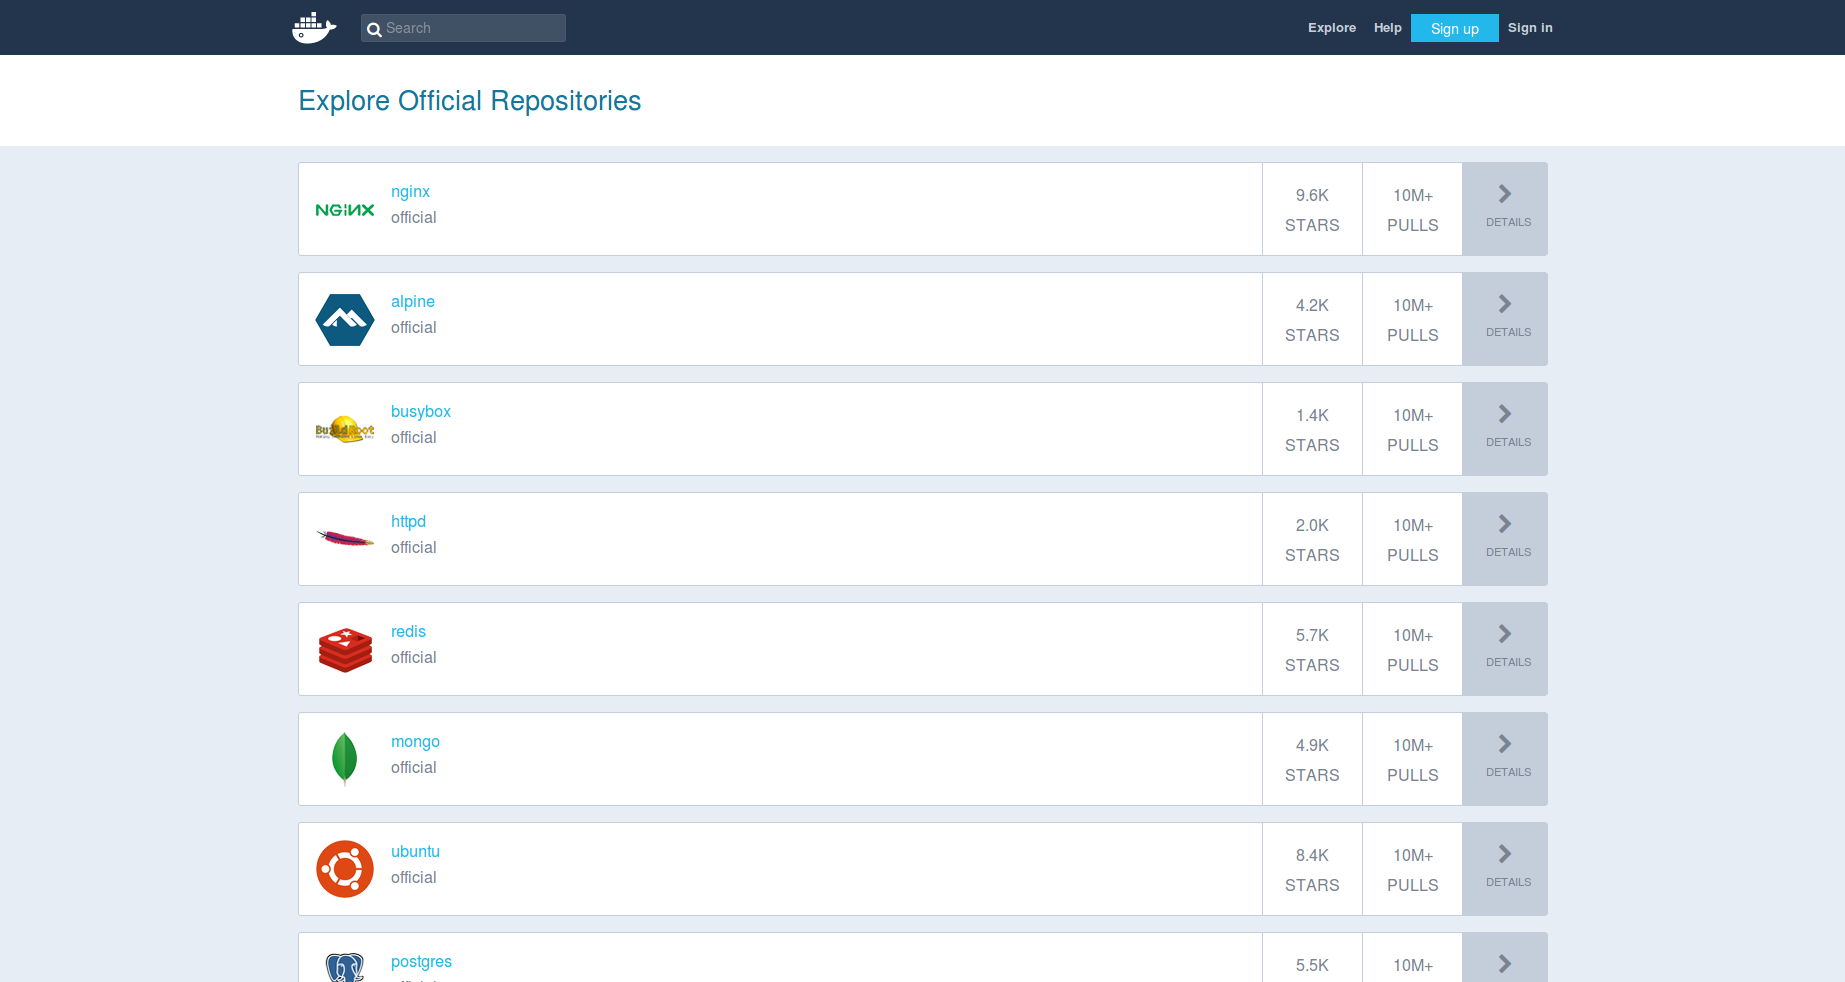 Search
Explore Help Sign up Sign in
Explore Official Repositories
NGiNX
nginx
official
9.6K
STARS
10M+
PULLS
DETAILS
alpine
official
4.2K
STARS
10M+
PULLS
DETAILS
busybox
official
1.4K
STARS
10M+
PULLS
DETAILS
httpd
official
2.0K
STARS
10M+
PULLS
DETAILS
redis
official
5.7K
STARS
10M+
PULLS
DETAILS
mongo
official
4.9K
STARS
10M+
PULLS
DETAILS
ubuntu
official
8.4K
STARS
10M+
PULLS
DETAILS
postgres
5.5K
10M+